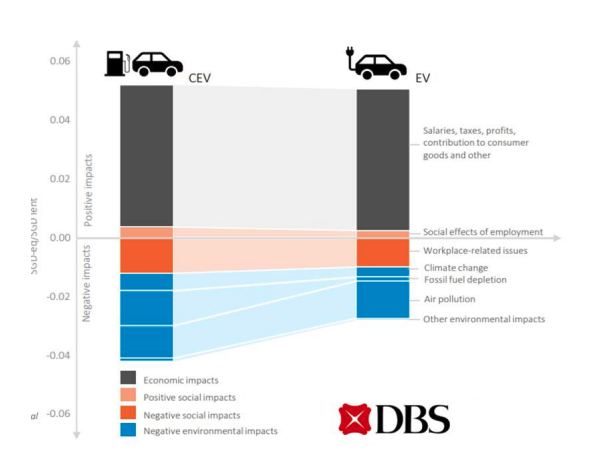 0.06
CEV
EV
0.04
Salaries, taxes, profits,
contribution to consumer
goods and other
0.02
Positive impacts
Social effects of employment
0.00
Workplace-related issues
Climate change
Fossil fuel depletion
Negative impacts
-0.02
Air pollution
Other environmental impacts
-0.04
Economic impacts
Positive social impacts
Negative social impacts
Negative environmental impacts
-0.06
DBS